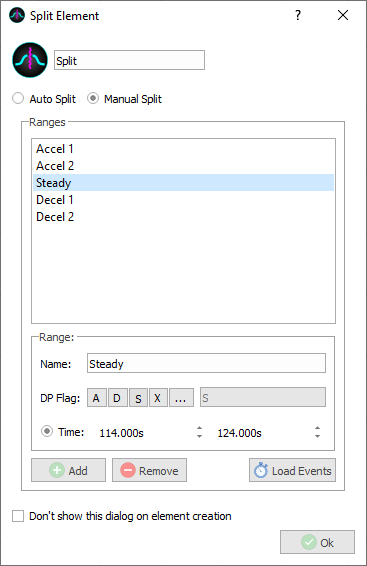 Split Element
?
Split
Auto Split Manual Split
Ranges
Accel 1
Accel 2
Steady
Decel 1
Decel 2
Range:
Name: Steady
DP Flag: A D S X ... S
Time: 114.000s 124.000s
Add Remove Load Events
Don't show this dialog on element creation
Ok